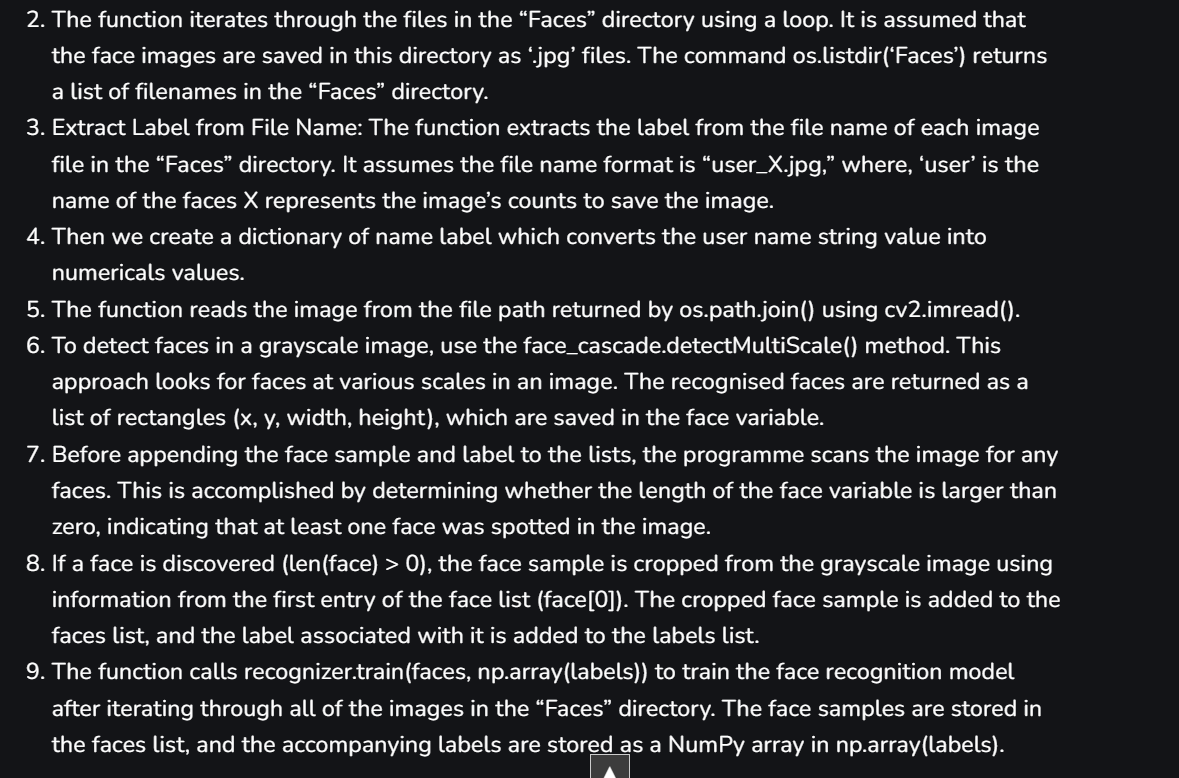 2. The function iterates through the files in the “Faces” directory using a loop. It is assumed that
the face images are saved in this directory as ‘.jpg’ files. The command os.listdir(‘Faces’) returns
a list of filenames in the “Faces” directory.
3. Extract Label from File Name: The function extracts the label from the file name of each image
file in the “Faces” directory. It assumes the file name format is “user_X.jpg,” where, ‘user’ is the
name of the faces X represents the image’s counts to save the image.
4. Then we create a dictionary of name label which converts the user name string value into
numericals values.
5. The function reads the image from the file path returned by os.path.join() using cv2.imread().
6. To detect faces in a grayscale image, use the face_cascade.detectMultiScale() method. This
approach looks for faces at various scales in an image. The recognised faces are returned as a
list of rectangles (x, y, width, height), which are saved in the face variable.
7. Before appending the face sample and label to the lists, the programme scans the image for any
faces. This is accomplished by determining whether the length of the face variable is larger than
zero, indicating that at least one face was spotted in the image.
8. If a face is discovered (len(face) > 0), the face sample is cropped from the grayscale image using
information from the first entry of the face list (face[0]). The cropped face sample is added to the
faces list, and the label associated with it is added to the labels list.
9. The function calls recognizer.train(faces, np.array(labels)) to train the face recognition model
after iterating through all of the images in the “Faces” directory. The face samples are stored in
the faces list, and the accompanying labels are stored as a NumPy array in np.array(labels).